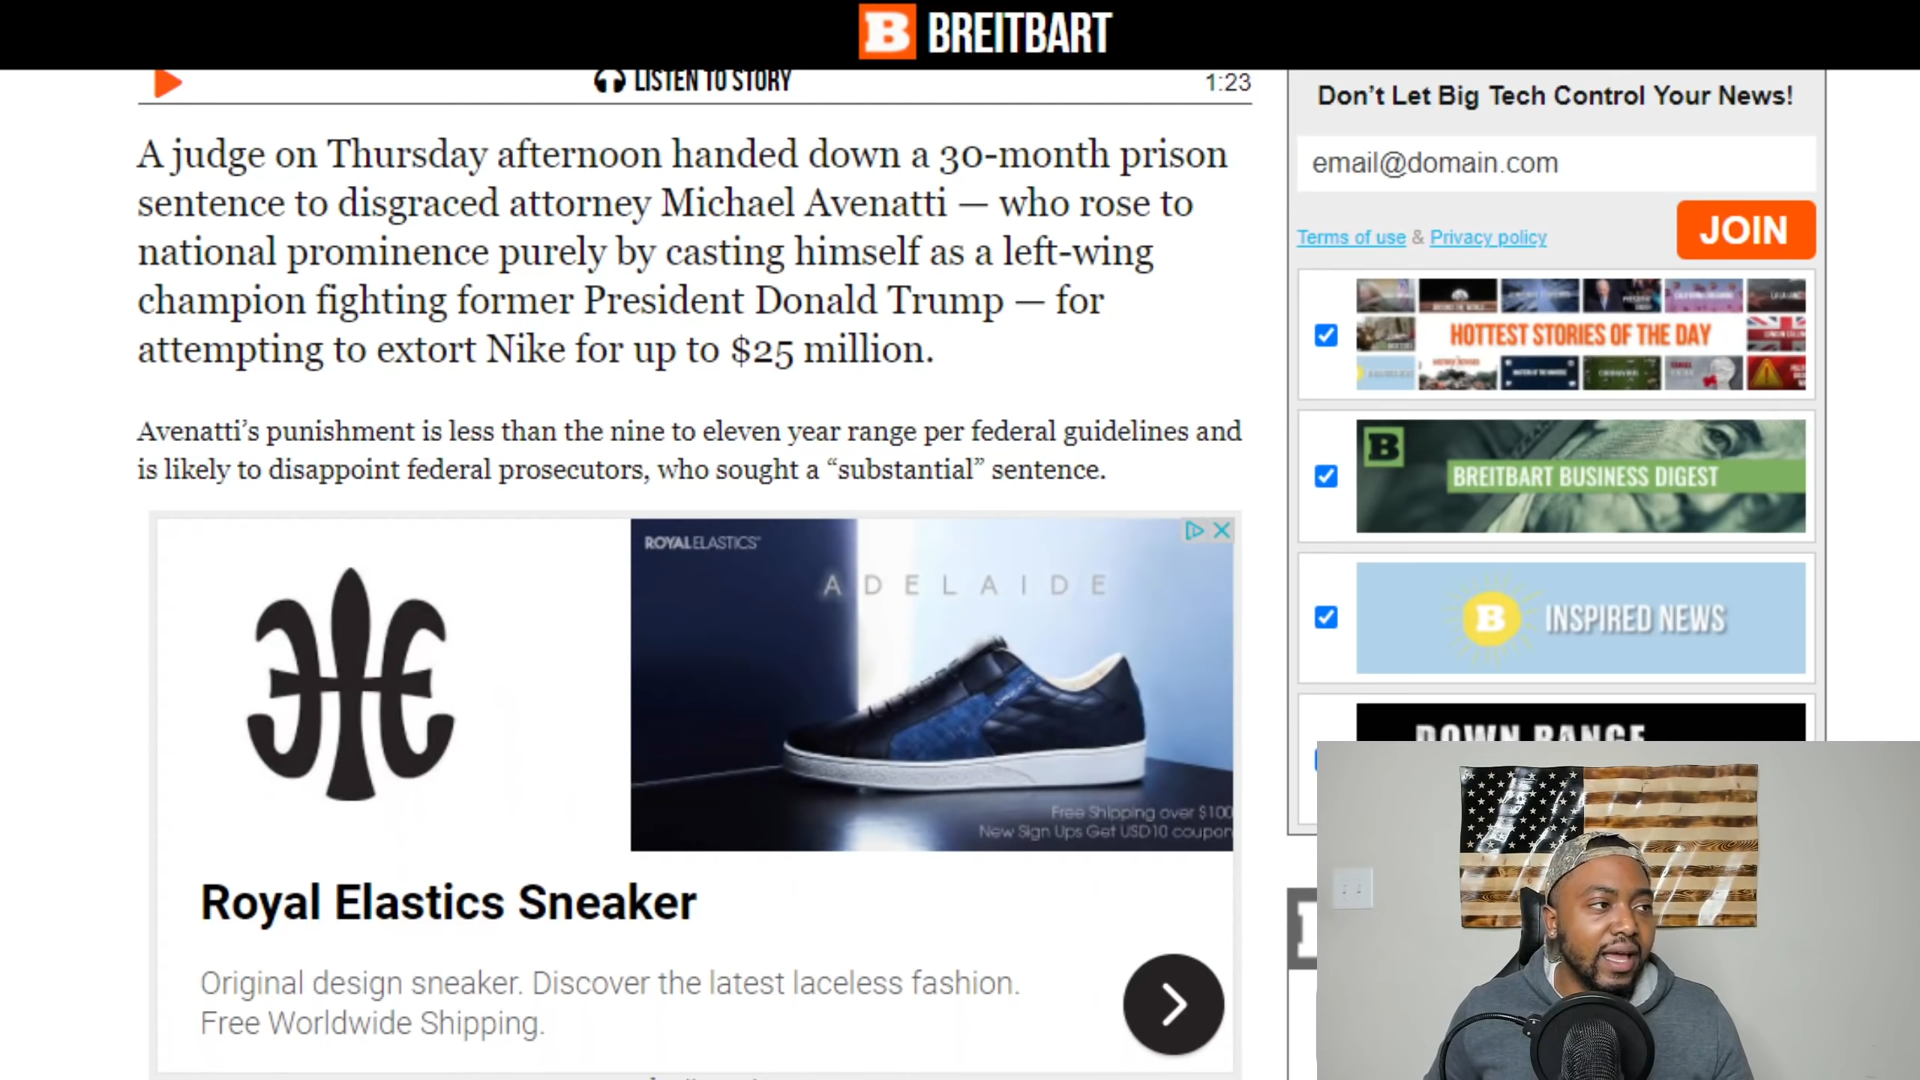 B BREITBART
LISTEN TO STORY
1:23
A judge on Thursday afternoon handed down a 30-month prison
sentence to disgraced attorney Michael Avenatti — who rose to
national prominence purely by casting himself as a left-wing
champion fighting former President Donald Trump — for
attempting to extort Nike for up to $25 million.
Avenatti’s punishment is less than the nine to eleven year range per federal guidelines and
is likely to disappoint federal prosecutors, who sought a “substantial” sentence.
ROYALELASTICS
ADELAIDE
Free Shipping over $100
New Sign Ups Get USD10 coupon
Royal Elastics Sneaker
Original design sneaker. Discover the latest laceless fashion.
Free Worldwide Shipping.
Don’t Let Big Tech Control Your News!
email@domain.com
Terms of use & Privacy policy
JOIN
HOTTEST STORIES OF THE DAY
B
BREITBART BUSINESS DIGEST
B INSPIRED NEWS
DOWN RANGE